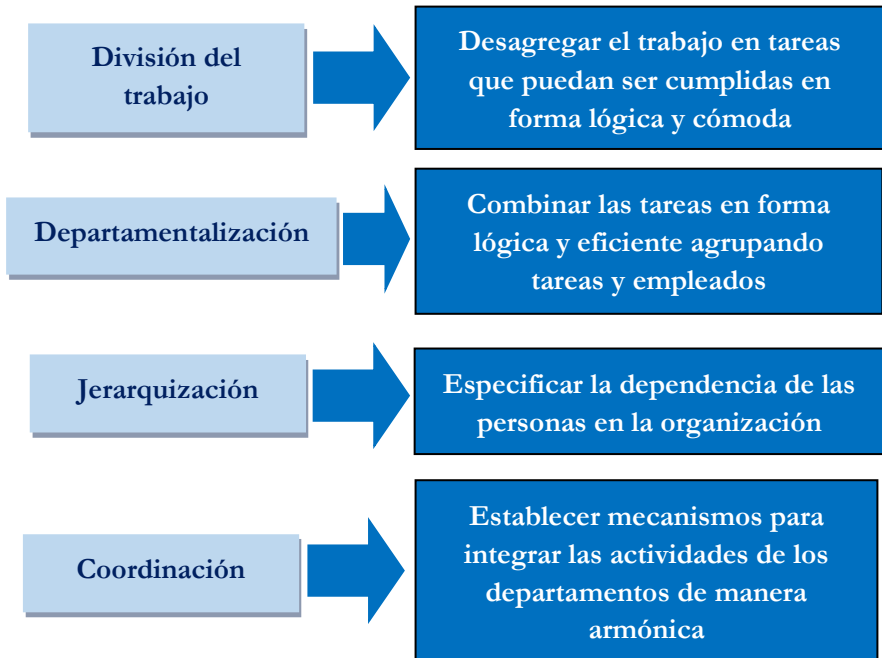 División del
trabajo
Desagregar el trabajo en tareas
que puedan ser cumplidas en
forma lógica y cómoda
Departamentalización
Combinar las tareas en forma
lógica y eficiente agrupando
tareas y empleados
Jerarquización
Especificar la dependencia de las
personas en la organización
Coordinación
Establecer mecanismos para
integrar las actividades de los
departamentos de manera
armónica